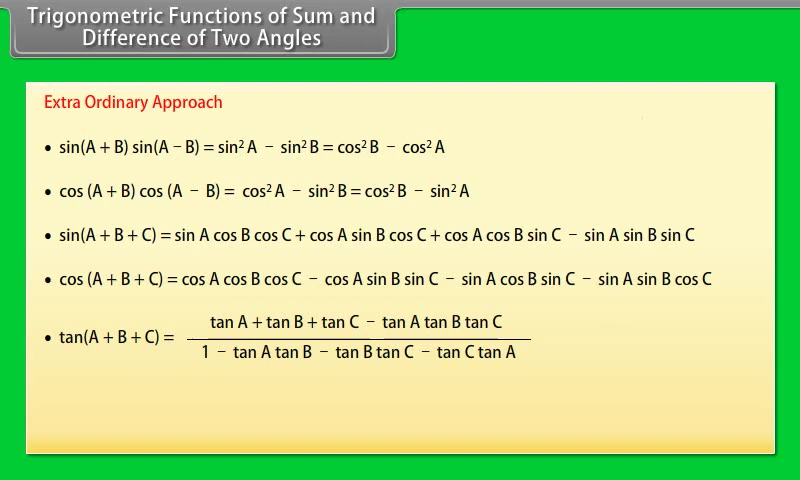 Trigonometric Functions of Sum and
Difference of Two Angles
Extra Ordinary Approach
• sin(A + B) sin(A − B) = sin² A − sin² B = cos² B − cos² A
• cos (A + B) cos (A − B) = cos² A − sin² B = cos² B − sin² A
• sin(A + B + C) = sin A cos B cos C + cos A sin B cos C + cos A cos B sin C − sin A sin B sin C
• cos (A + B + C) = cos A cos B cos C − cos A sin B sin C − sin A cos B sin C − sin A sin B cos C
• tan(A + B + C) =
tan A + tan B + tan C − tan A tan B tan C
1 − tan A tan B − tan B tan C − tan C tan A